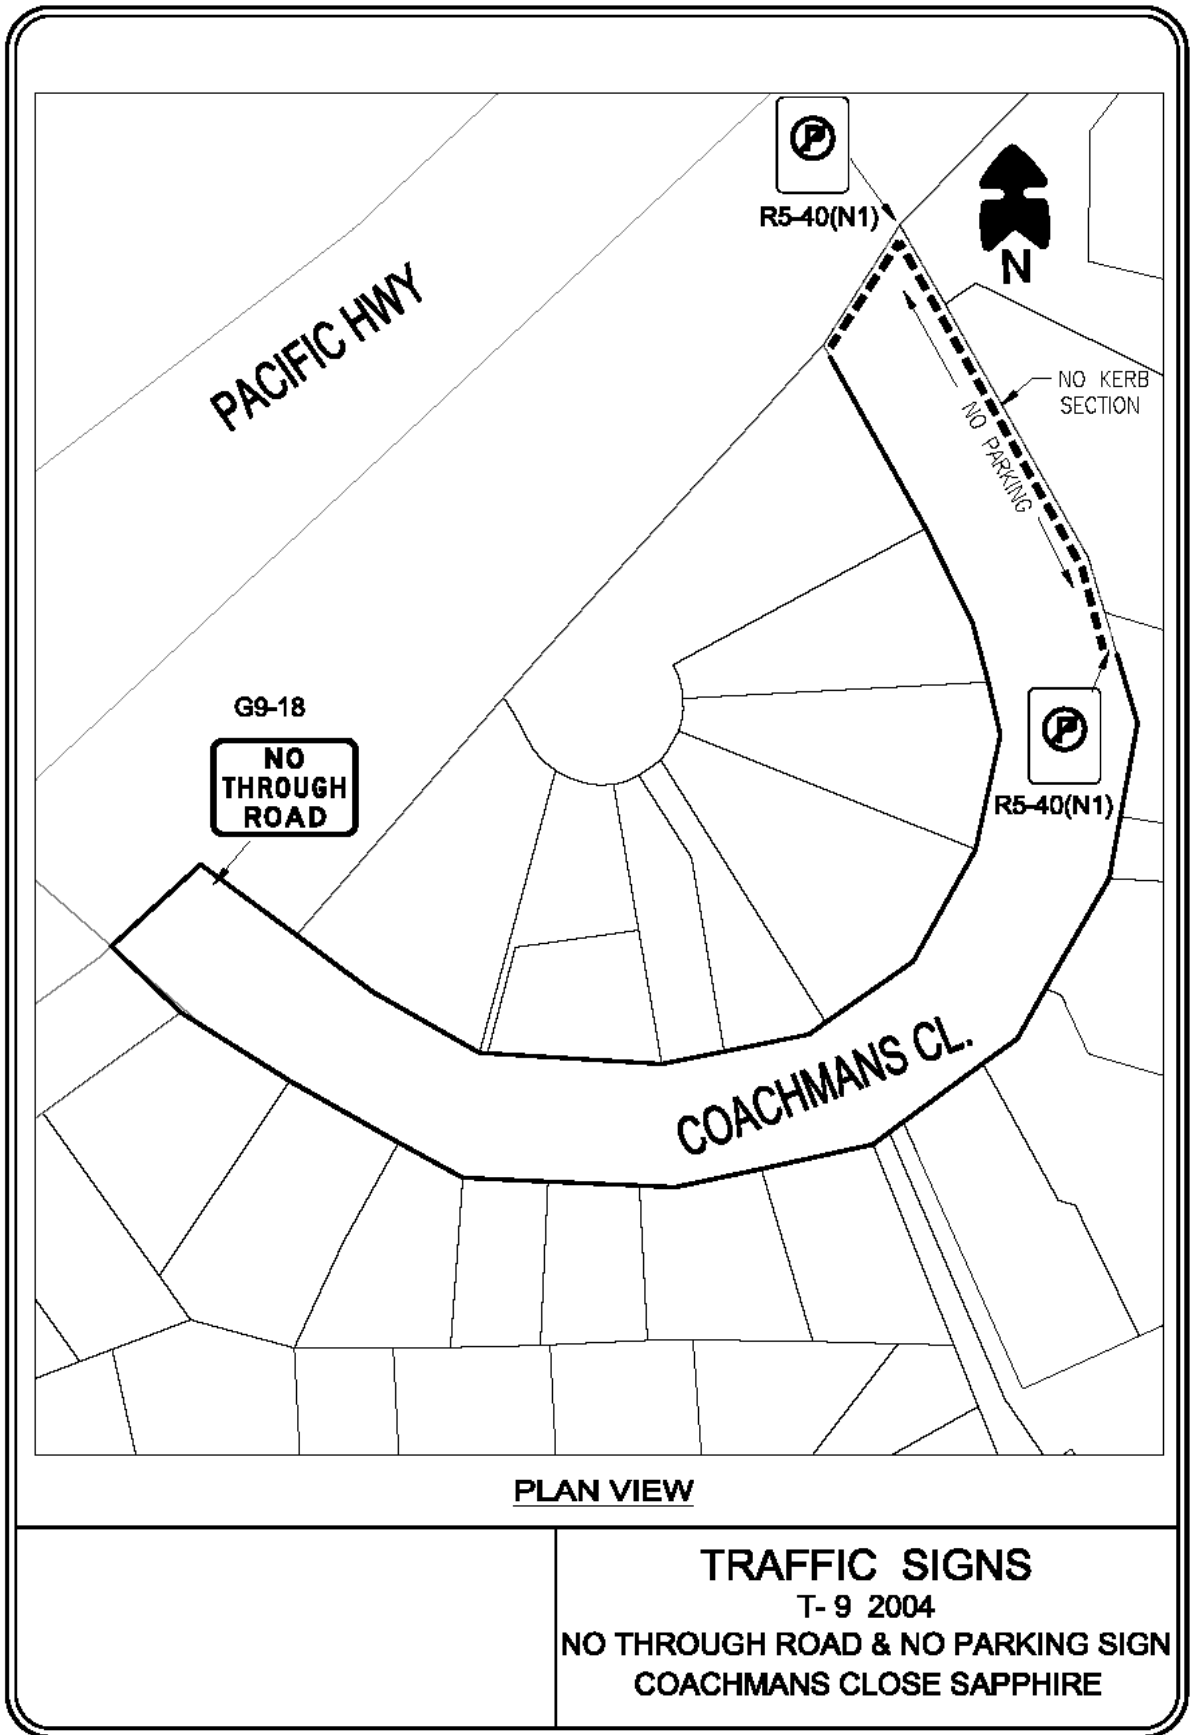 P
R5-40(N1)
N
PACIFIC HWY
NO KERB
SECTION
NO PARKING
G9-18
NO
THROUGH
ROAD
P
R5-40(N1)
COACHMANS CL.
PLAN VIEW
TRAFFIC SIGNS
T- 9 2004
NO THROUGH ROAD & NO PARKING SIGN
COACHMANS CLOSE SAPPHIRE